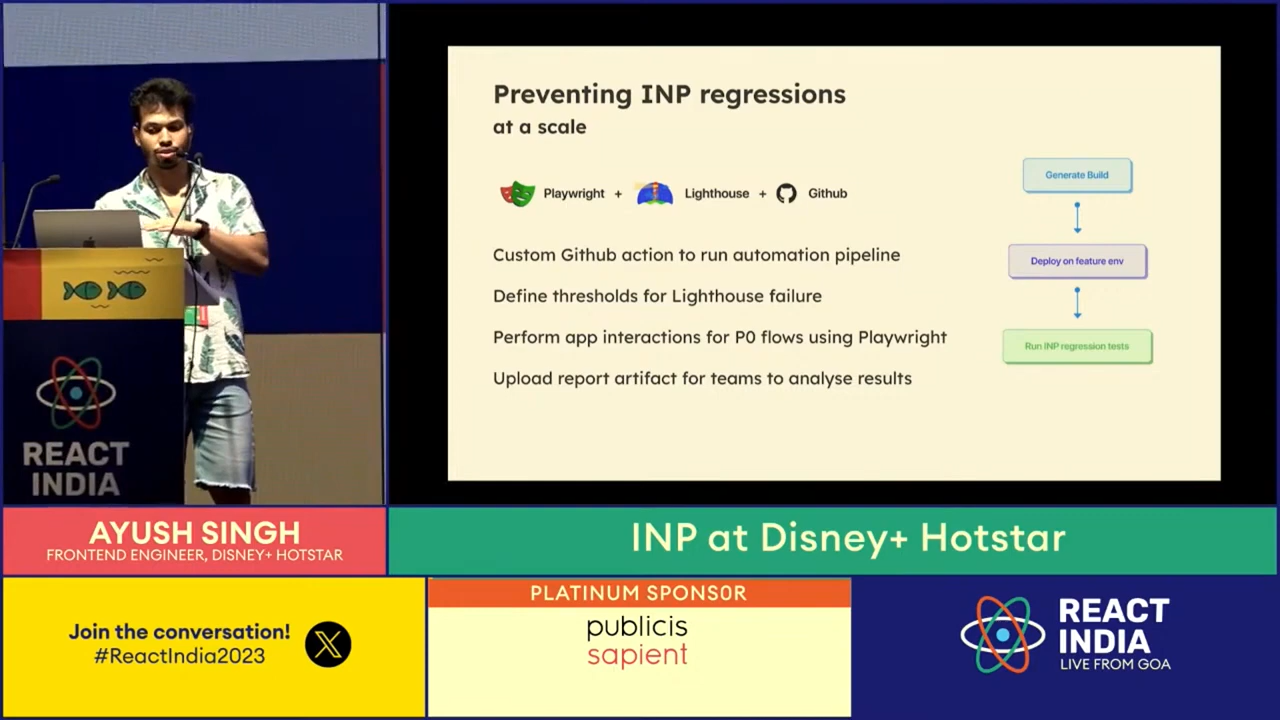 Preventing INP regressions
at a scale
Playwright + Lighthouse + Github
Custom Github action to run automation pipeline
Define thresholds for Lighthouse failure
Perform app interactions for P0 flows using Playwright
Upload report artifact for teams to analyse results
Generate Build
Deploy on feature env
Run INP regression tests
REACT
INDIA
AYUSH SINGH
FRONTEND ENGINEER, DISNEY+ HOTSTAR
INP at Disney+ Hotstar
Join the conversation!
#ReactIndia2023
PLATINUM SPONSOR
publicis
sapient
REACT
INDIA
LIVE FROM GOA